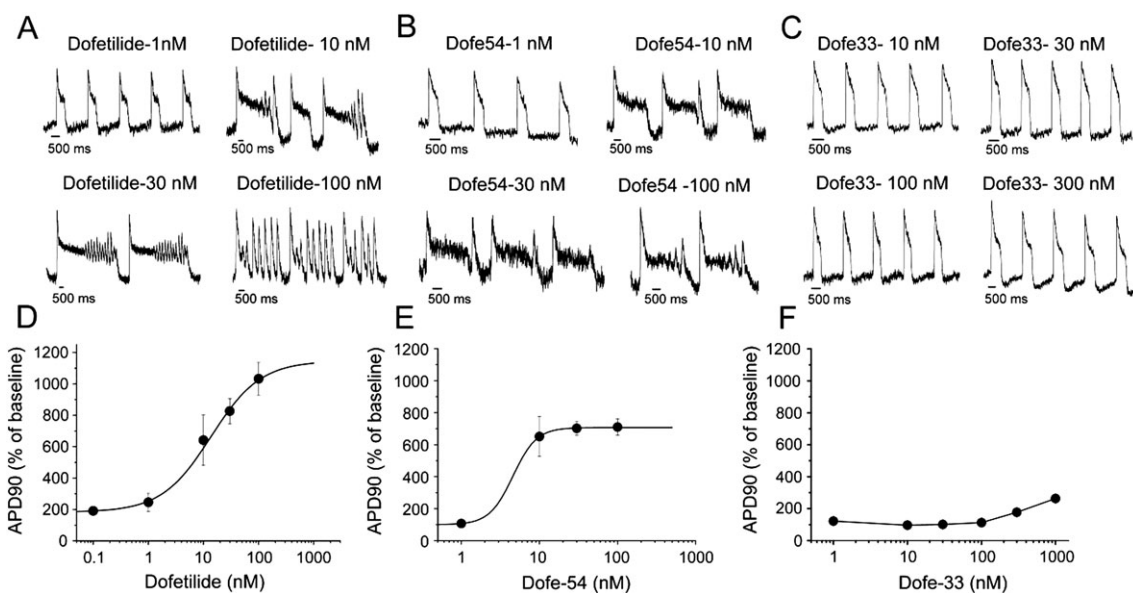 A
B
C
Dofetilide-1nM
Dofetilide- 10 nM
Dofe54-1 nM
Dofe54-10 nM
Dofe33- 10 nM
Dofe33- 30 nM
500 ms
500 ms
500 ms
500 ms
500 ms
500 ms
Dofetilide-30 nM
Dofetilide-100 nM
Dofe54-30 nM
Dofe54 -100 nM
Dofe33- 100 nM
Dofe33- 300 nM
500 ms
500 ms
500 ms
500 ms
500 ms
500 ms
D
APD90 (% of baseline)
1200
1000
800
600
400
200
0
0.1
1
10
100
1000
Dofetilide (nM)
E
APD90 (% of baseline)
1200
1000
800
600
400
200
0
1
10
100
1000
Dofe-54 (nM)
F
APD90 (% of baseline)
1200
1000
800
600
400
200
0
1
10
100
1000
Dofe-33 (nM)